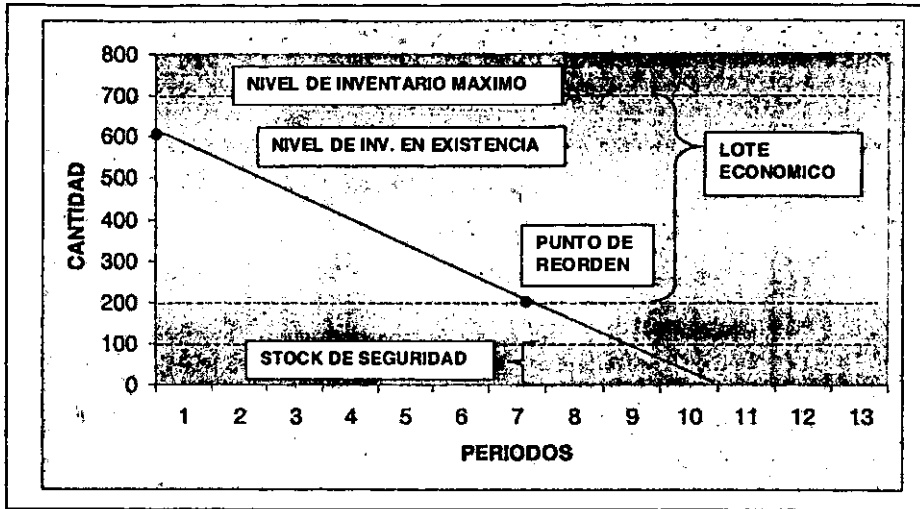 800
700
600
500
400
300
200
100
0
CANTIDAD
NIVEL DE INVENTARIO MAXIMO
NIVEL DE INV. EN EXISTENCIA
LOTE
ECONOMICO
PUNTO DE
REORDEN
STOCK DE SEGURIDAD
1 2 3 4 5 6 7 8 9 10 11 12 13
PERIODOS